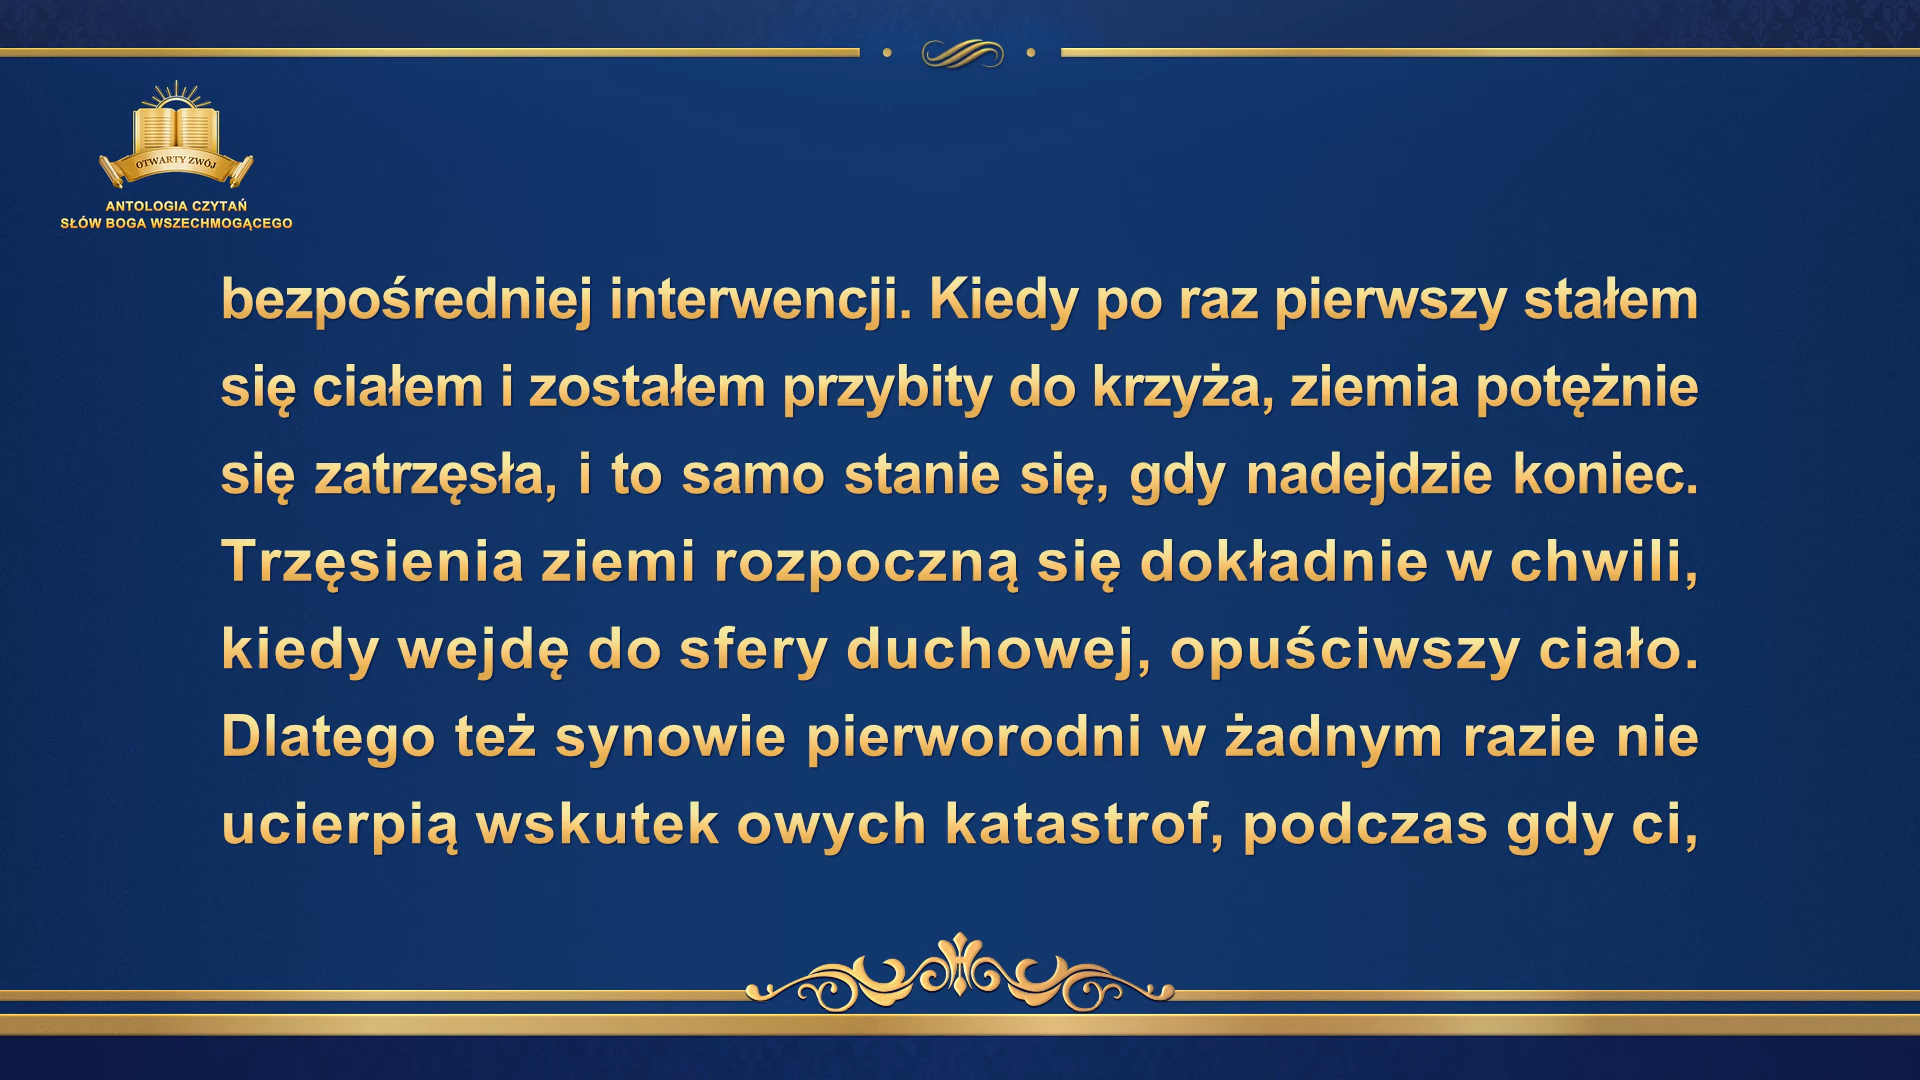 OTWARTY ZWÓJ
ANTOLOGIA CZYTAŃ
SŁÓW BOGA WSZECHMOGĄCEGO
bezpośredniej interwencji. Kiedy po raz pierwszy stałem
się ciałem i zostałem przybity do krzyża, ziemia potężnie
się zatrzęsła, i to samo stanie się, gdy nadejdzie koniec.
Trzęsienia ziemi rozpoczną się dokładnie w chwili,
kiedy wejdę do sfery duchowej, opuściwszy ciało.
Dlatego też synowie pierworodni w żadnym razie nie
ucierpią wskutek owych katastrof, podczas gdy ci,